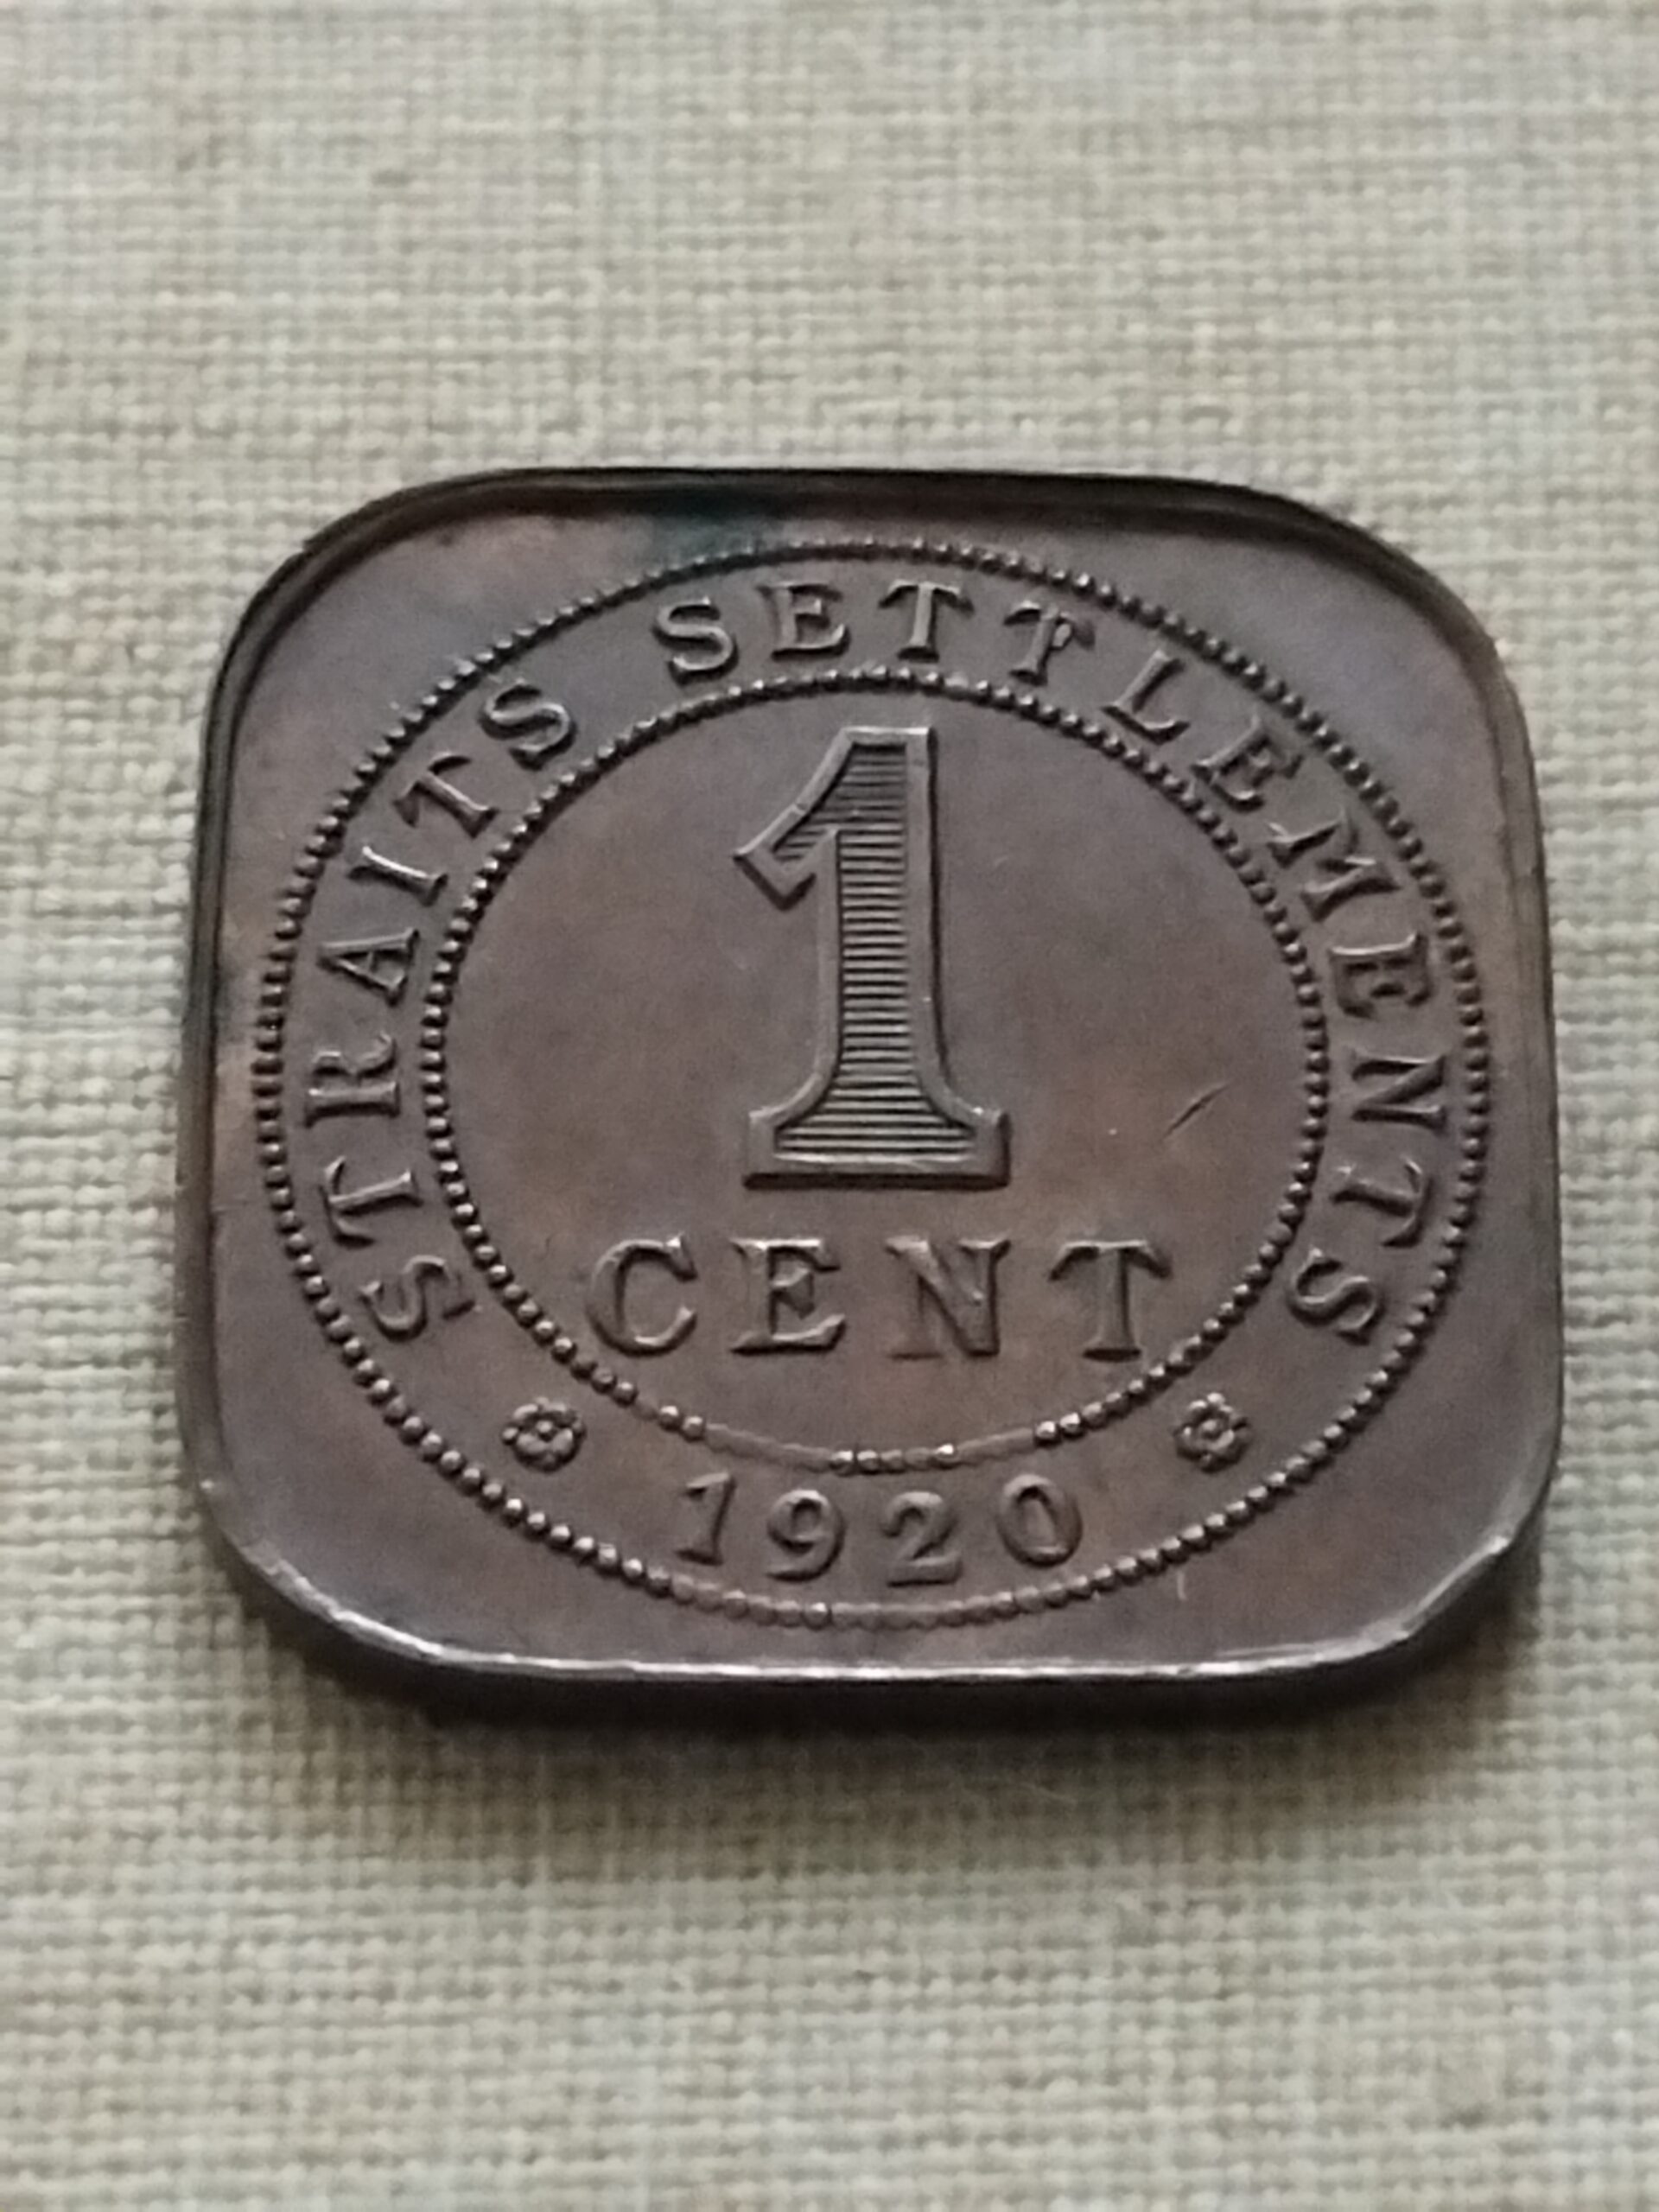 STRAITS SETTLEMENTS
1
CENT
1920